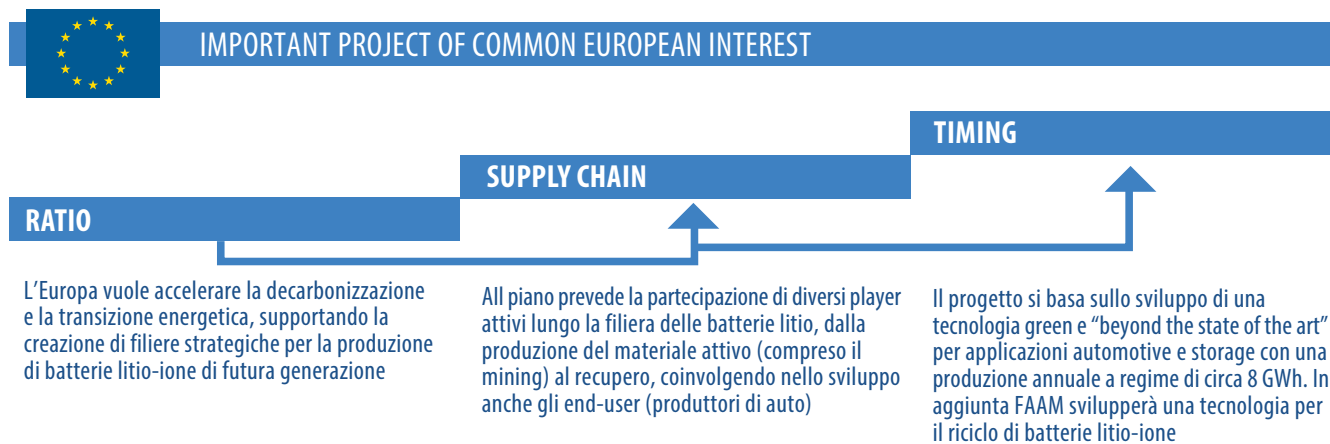 IMPORTANT PROJECT OF COMMON EUROPEAN INTEREST
RATIO
L'Europa vuole accelerare la decarbonizzazione
e la transizione energetica, supportando la
creazione di filiere strategiche per la produzione
di batterie litio-ione di futura generazione
SUPPLY CHAIN
All piano prevede la partecipazione di diversi player
attivi lungo la filiera delle batterie litio, dalla
produzione del materiale attivo (compreso il
mining) al recupero, coinvolgendo nello sviluppo
anche gli end-user (produttori di auto)
TIMING
Il progetto si basa sullo sviluppo di una
tecnologia green e “beyond the state of the art”
per applicazioni automotive e storage con una
produzione annuale a regime di circa 8 GWh. In
aggiunta FAAM svilupperà una tecnologia per
il riciclo di batterie litio-ione